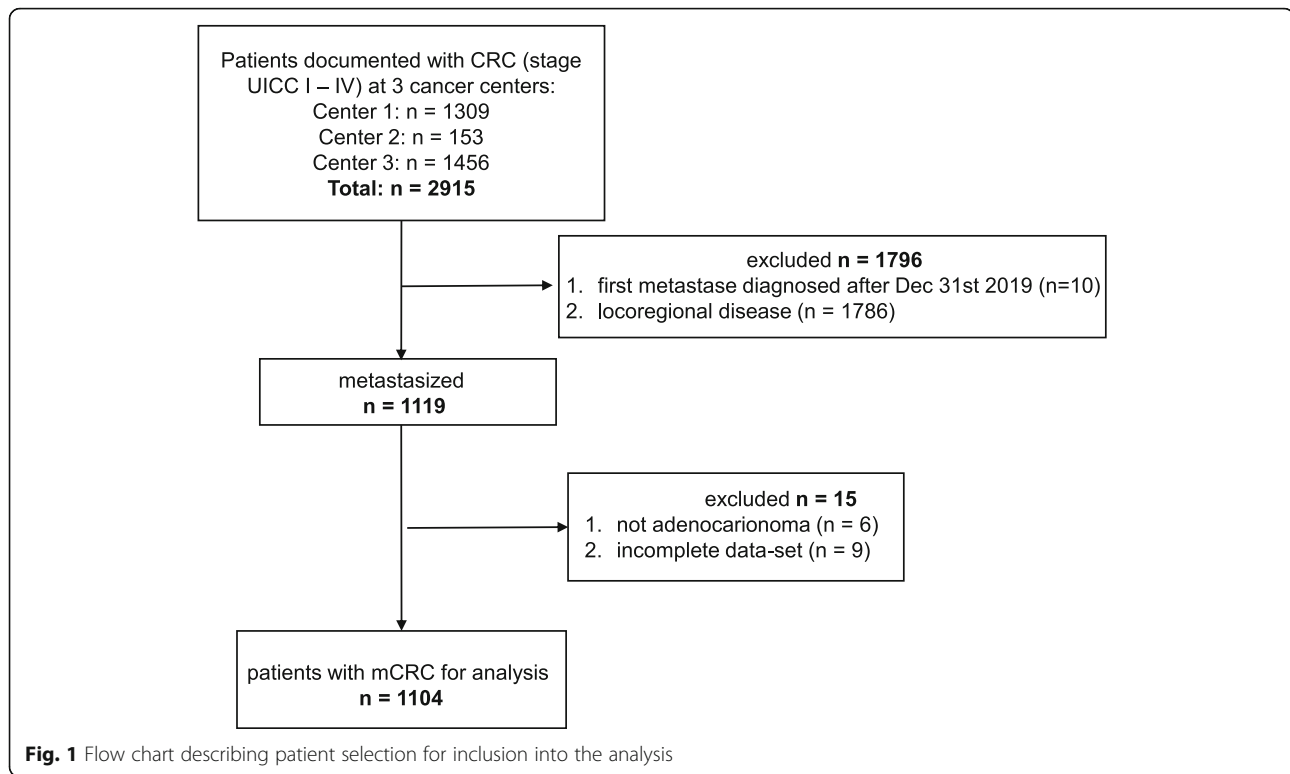 Patients documented with CRC (stage
UICC I – IV) at 3 cancer centers:
Center 1: n = 1309
Center 2: n = 153
Center 3: n = 1456
Total: n = 2915
excluded n = 1796
1. first metastase diagnosed after Dec 31st 2019 (n=10)
2. locoregional disease (n = 1786)
metastasized
n = 1119
excluded n = 15
1. not adenocarionoma (n = 6)
2. incomplete data-set (n = 9)
patients with mCRC for analysis
n = 1104
Fig. 1 Flow chart describing patient selection for inclusion into the analysis